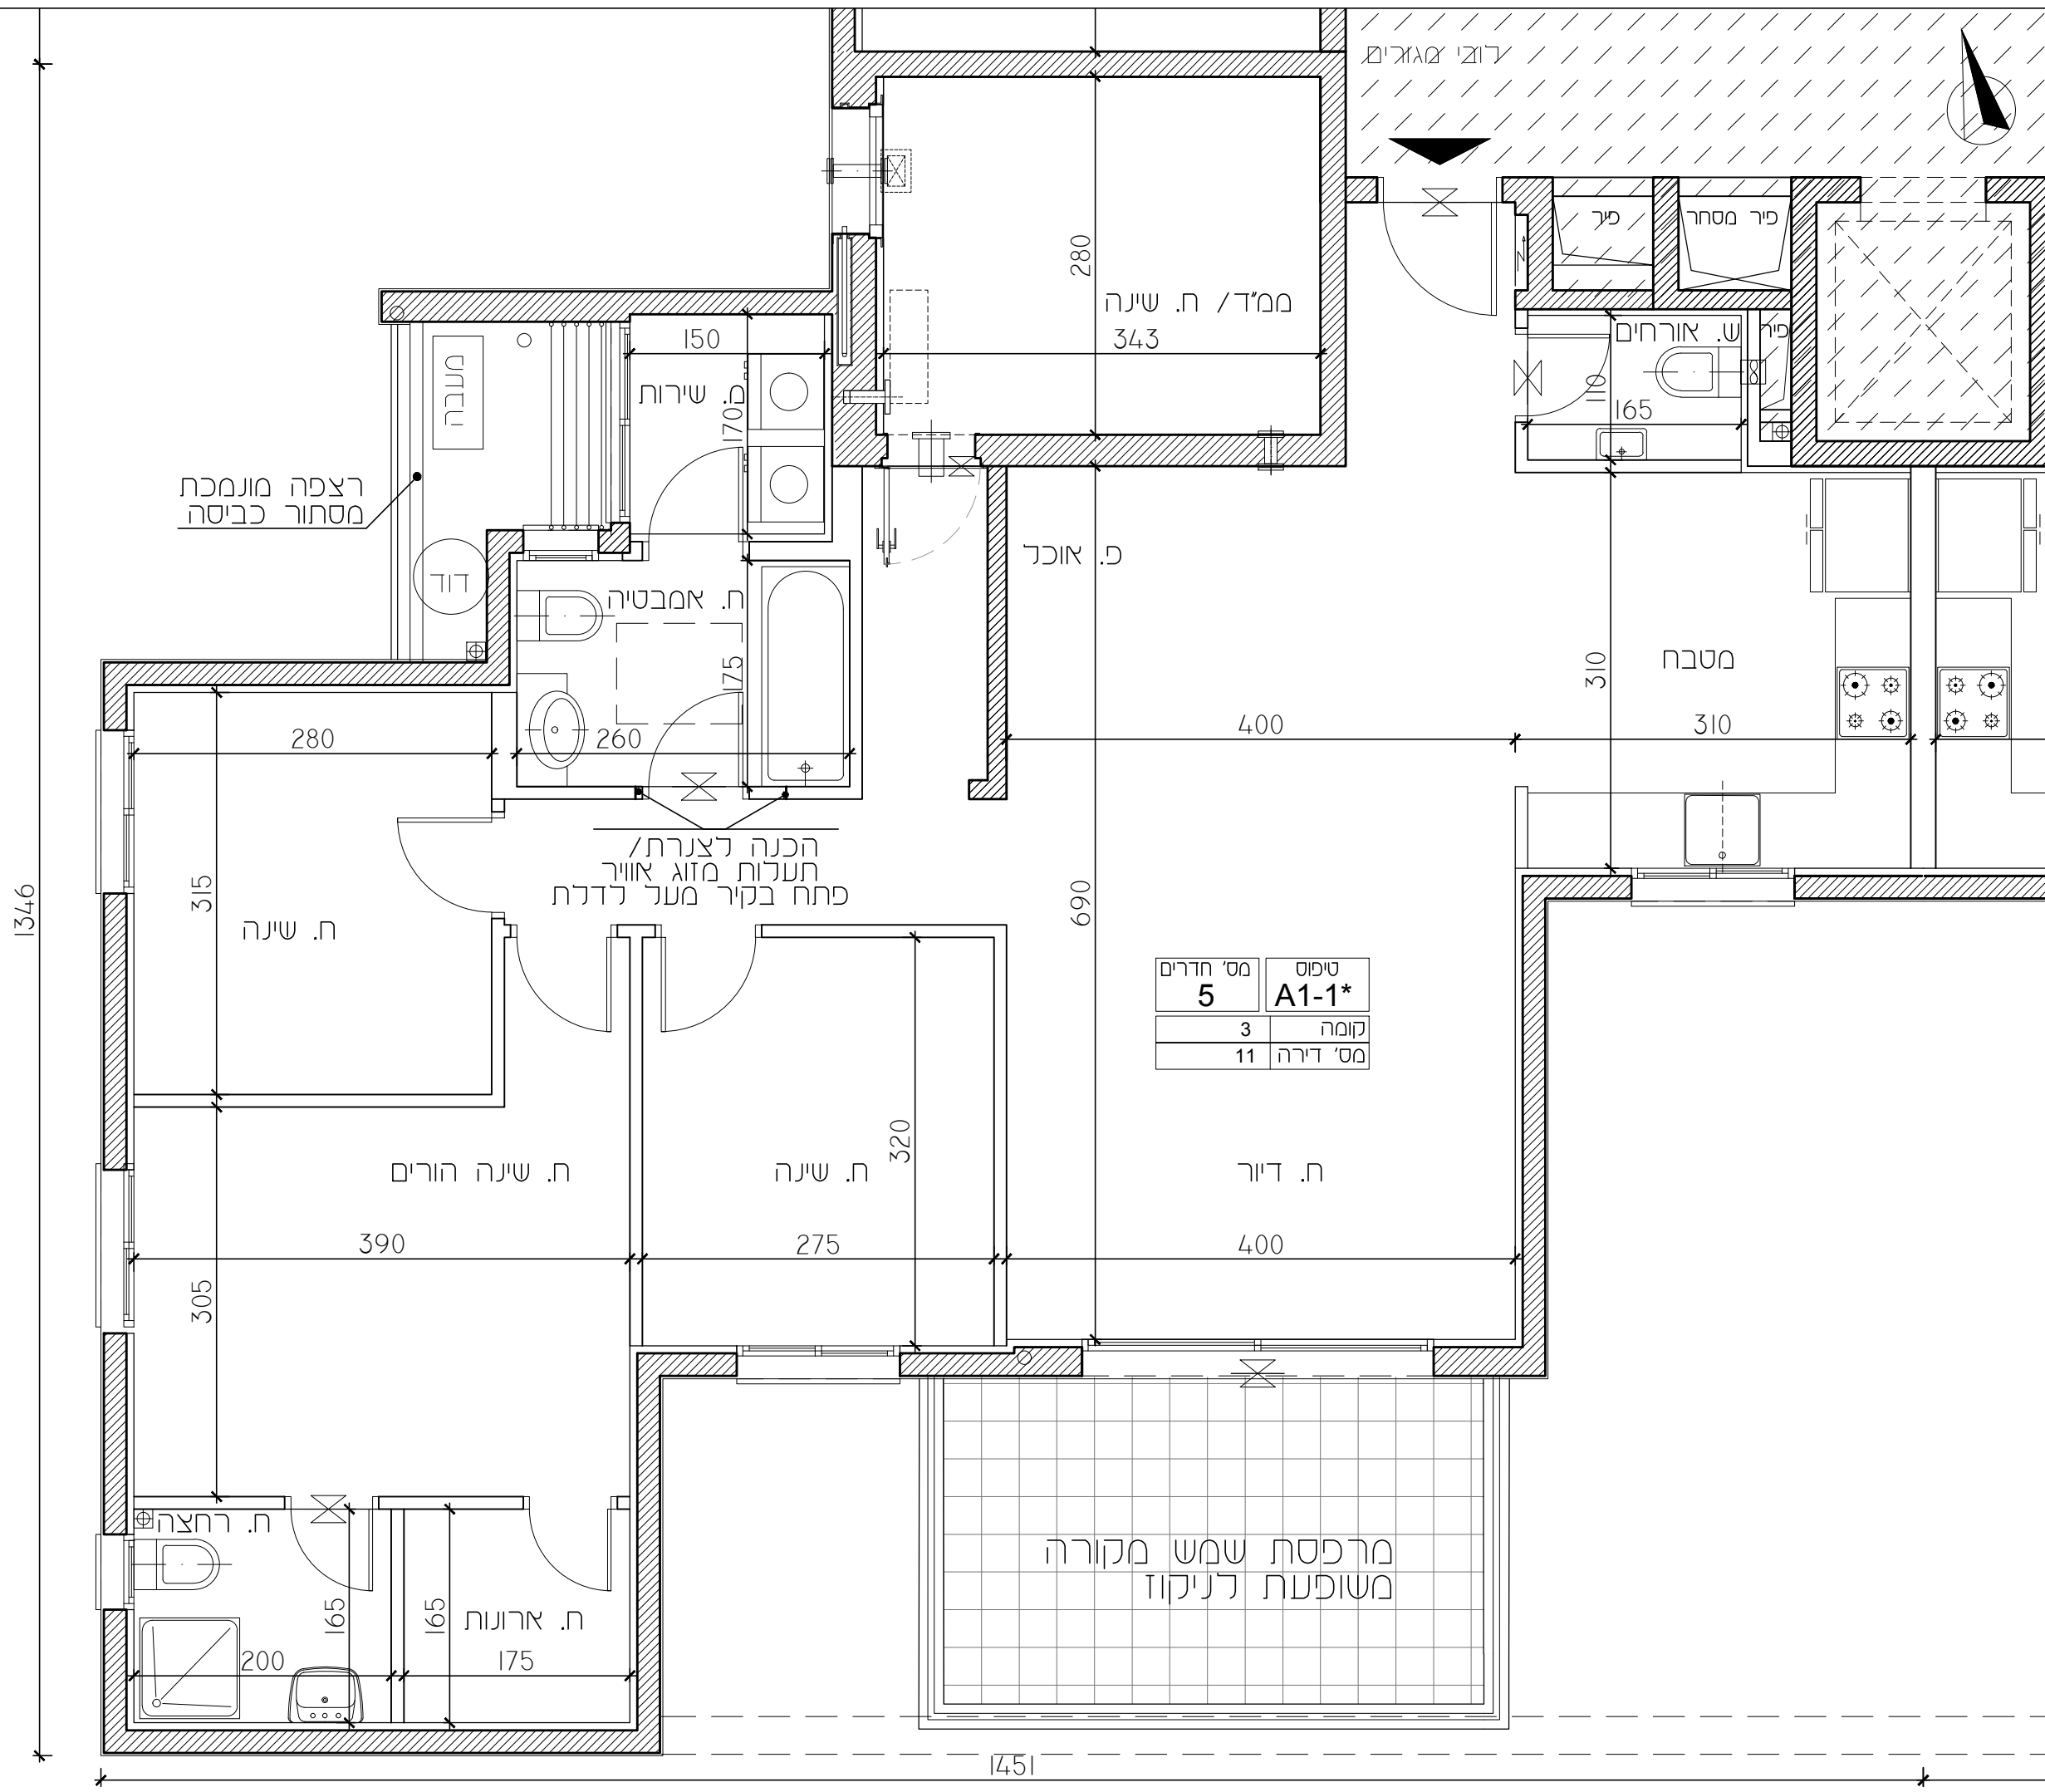 לובי מגורים
פיר
פיר מסחר
280
ממ"ד/ ח. שינה
343
ש. אורחים
פיר
110
165
150
מ. שירות
170
מעבה
רצפה מונמכת
מסתור כביסה
דוד
ח. אמבטיה
175
260
פ. אוכל
מטבח
310
400
310
280
315
ח. שינה
הכנה לצנרת/
תעלות מזוג אוויר
פתח בקיר מעל לדלת
1346
690
מס' חדרים
5
טיפוס
A1-1*
קומה
3
מס' דירה
11
320
ח. שינה הורים
ח. שינה
ח. דיור
390
275
400
305
ח. רחצה
165
165
ח. ארונות
200
175
מרפסת שמש מקורה
משופעת לניקוז
1451